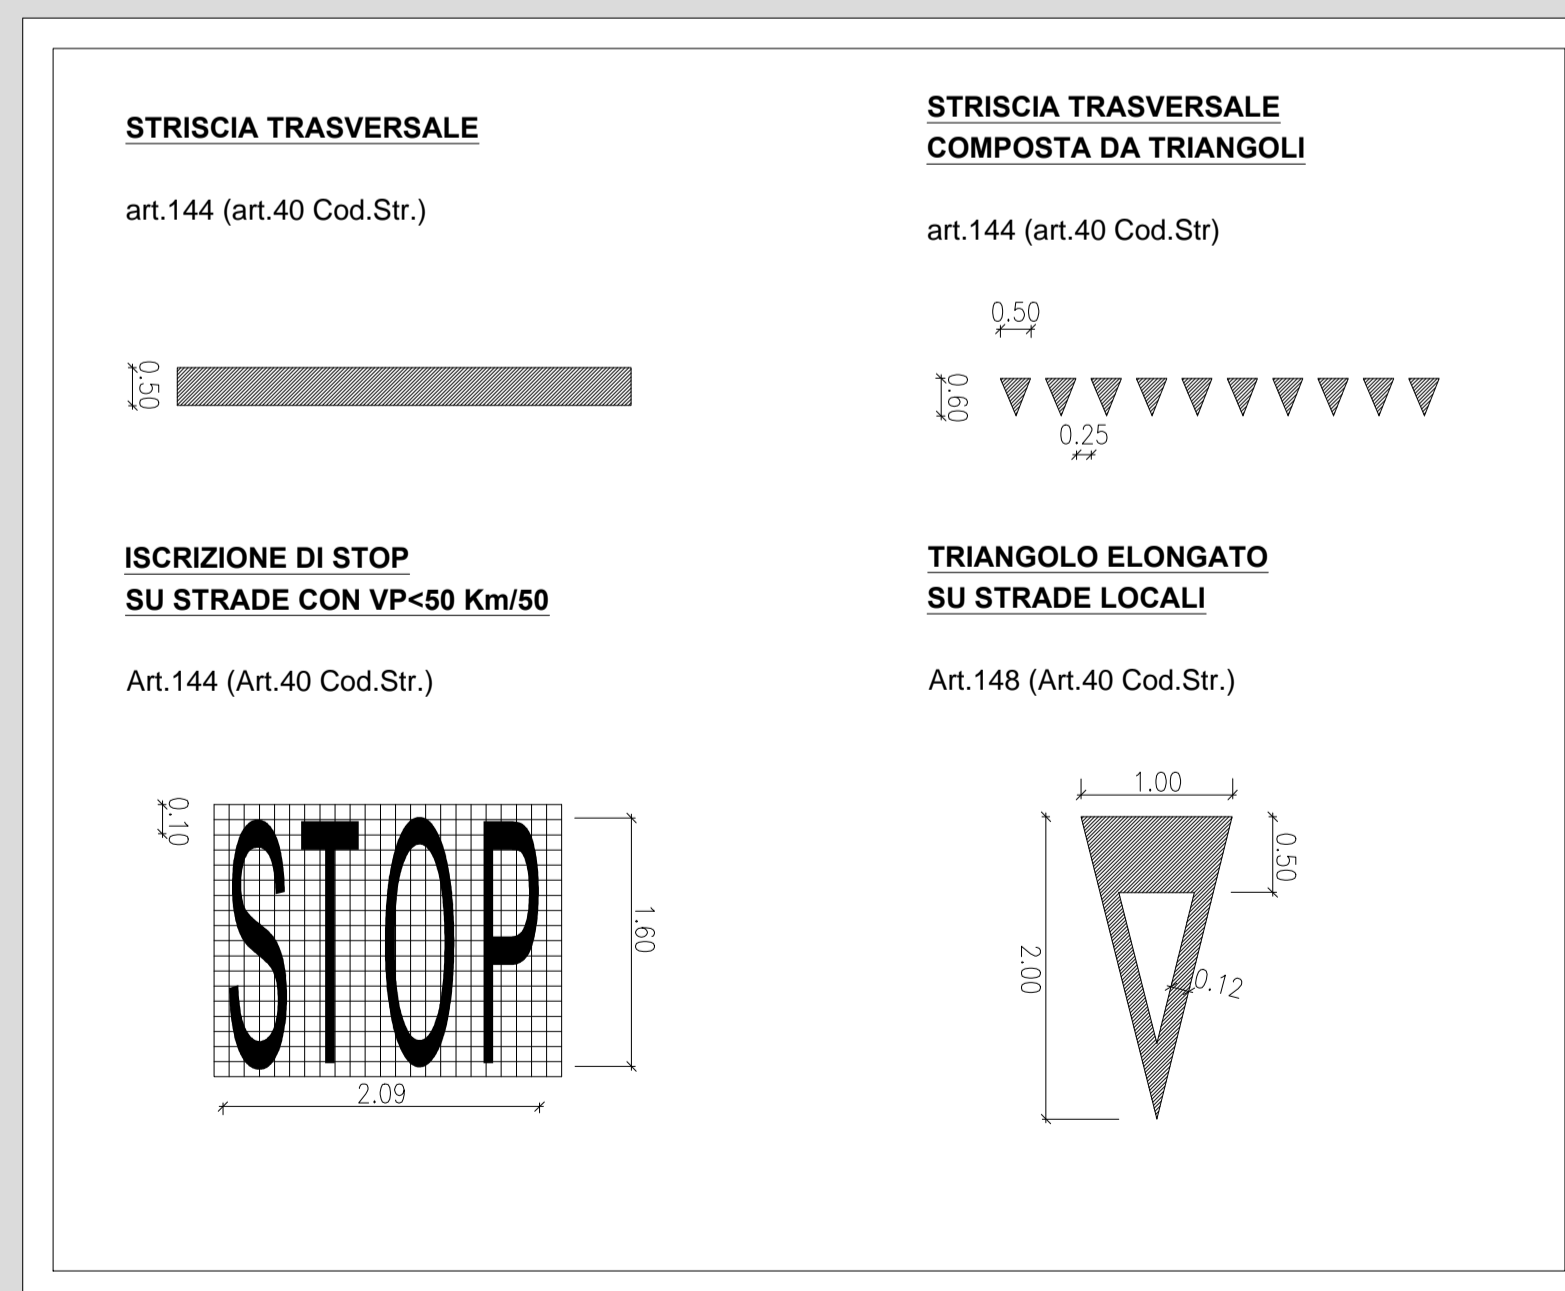 STRISCIA TRASVERSALE
art.144 (art.40 Cod.Str.)
0.50
STRISCIA TRASVERSALE
COMPOSTA DA TRIANGOLI
art.144 (art.40 Cod.Str)
0.50
0.60
0.25
ISCRIZIONE DI STOP
SU STRADE CON VP<50 Km/50
Art.144 (Art.40 Cod.Str.)
0.10
STOP
1.60
2.09
TRIANGOLO ELONGATO
SU STRADE LOCALI
Art.148 (Art.40 Cod.Str.)
1.00
0.50
2.00
0.12